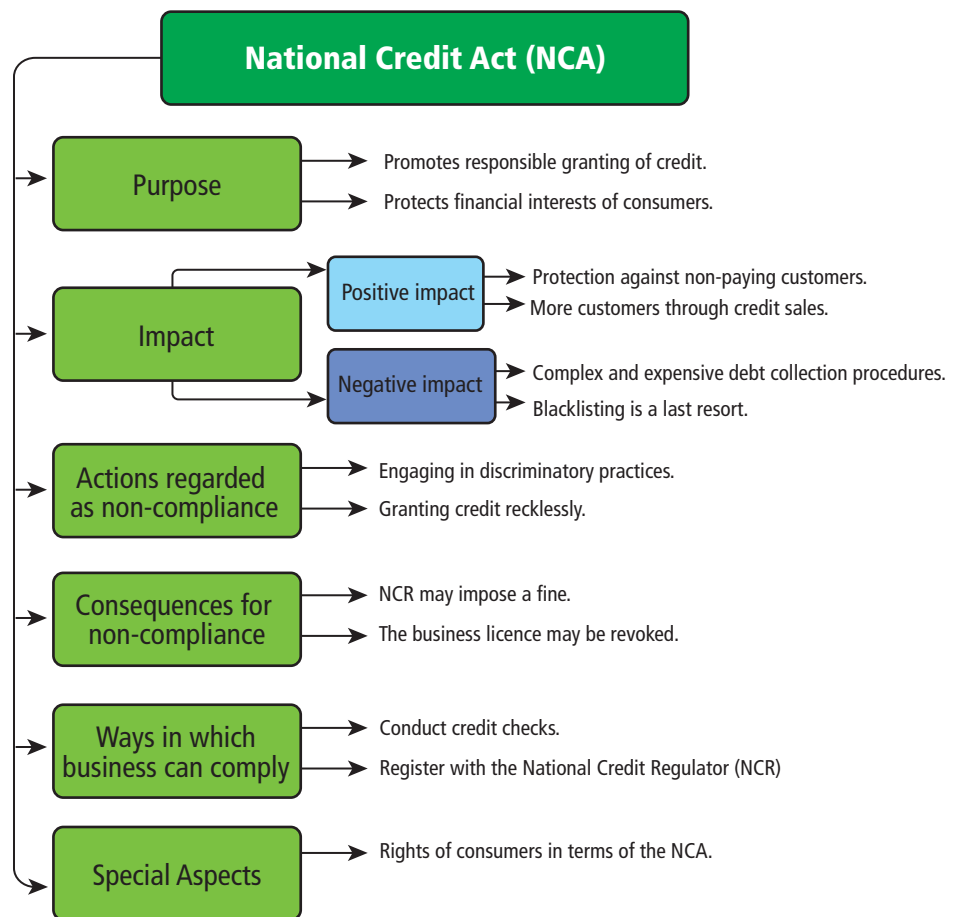 National Credit Act (NCA)
Purpose
Promotes responsible granting of credit.
Protects financial interests of consumers.
Impact
Positive impact
Protection against non-paying customers.
More customers through credit sales.
Negative impact
Complex and expensive debt collection procedures.
Blacklisting is a last resort.
Actions regarded
as non-compliance
Engaging in discriminatory practices.
Granting credit recklessly.
Consequences for
non-compliance
NCR may impose a fine.
The business licence may be revoked.
Ways in which
business can comply
Conduct credit checks.
Register with the National Credit Regulator (NCR)
Special Aspects
Rights of consumers in terms of the NCA.